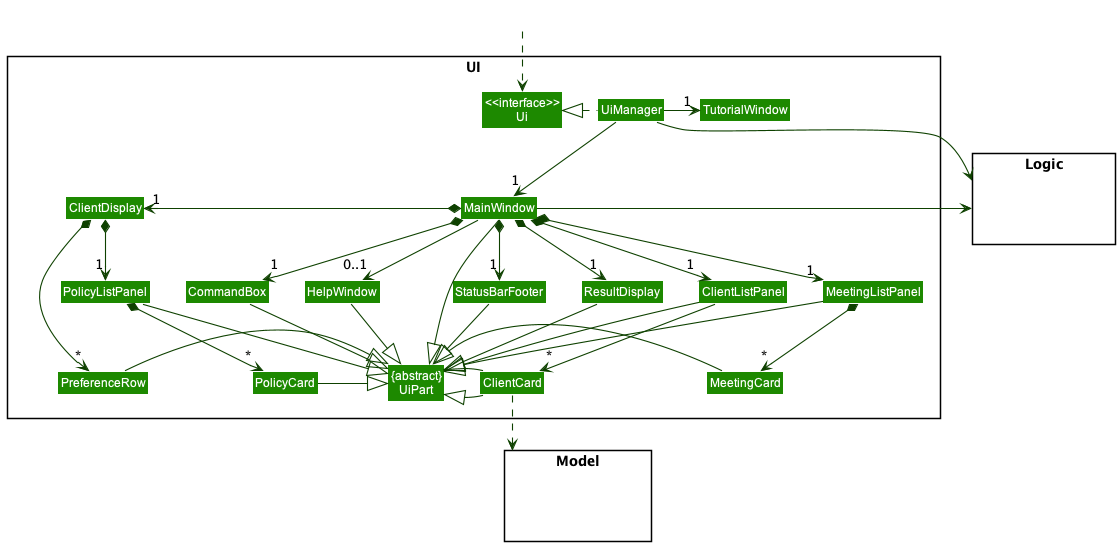 UI
<<interface>>
Ui
UiManager
1
TutorialWindow
Logic
1
ClientDisplay
1
MainWindow
1
1
0..1
1
1
1
1
PolicyListPanel
CommandBox
HelpWindow
StatusBarFooter
ResultDisplay
ClientListPanel
MeetingListPanel
*
*
*
*
PreferenceRow
PolicyCard
{abstract}
UiPart
ClientCard
MeetingCard
Model